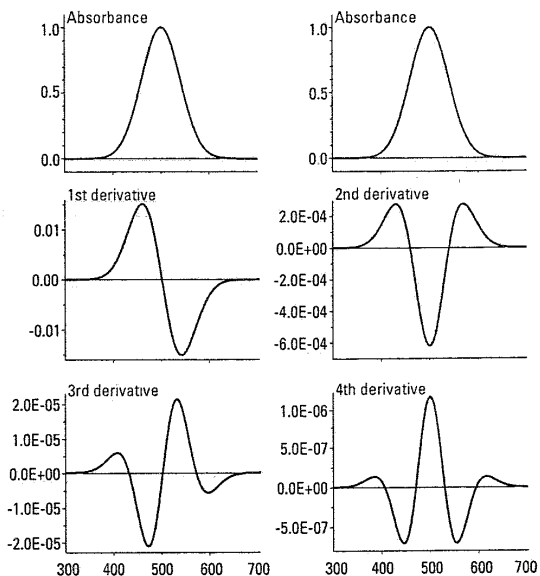 Absorbance
1.0
0.5
0.0
Absorbance
1.0
0.5
0.0
1st derivative
0.01
0.00
-0.01
2nd derivative
2.0E-04
0.0E+00
-2.0E-04
-4.0E-04
-6.0E-04
3rd derivative
2.0E-05
1.0E-05
0.0E+00
-1.0E-05
-2.0E-05
300 400 500 600 700
4th derivative
1.0E-06
5.0E-07
0.0E+00
-5.0E-07
300 400 500 600 700